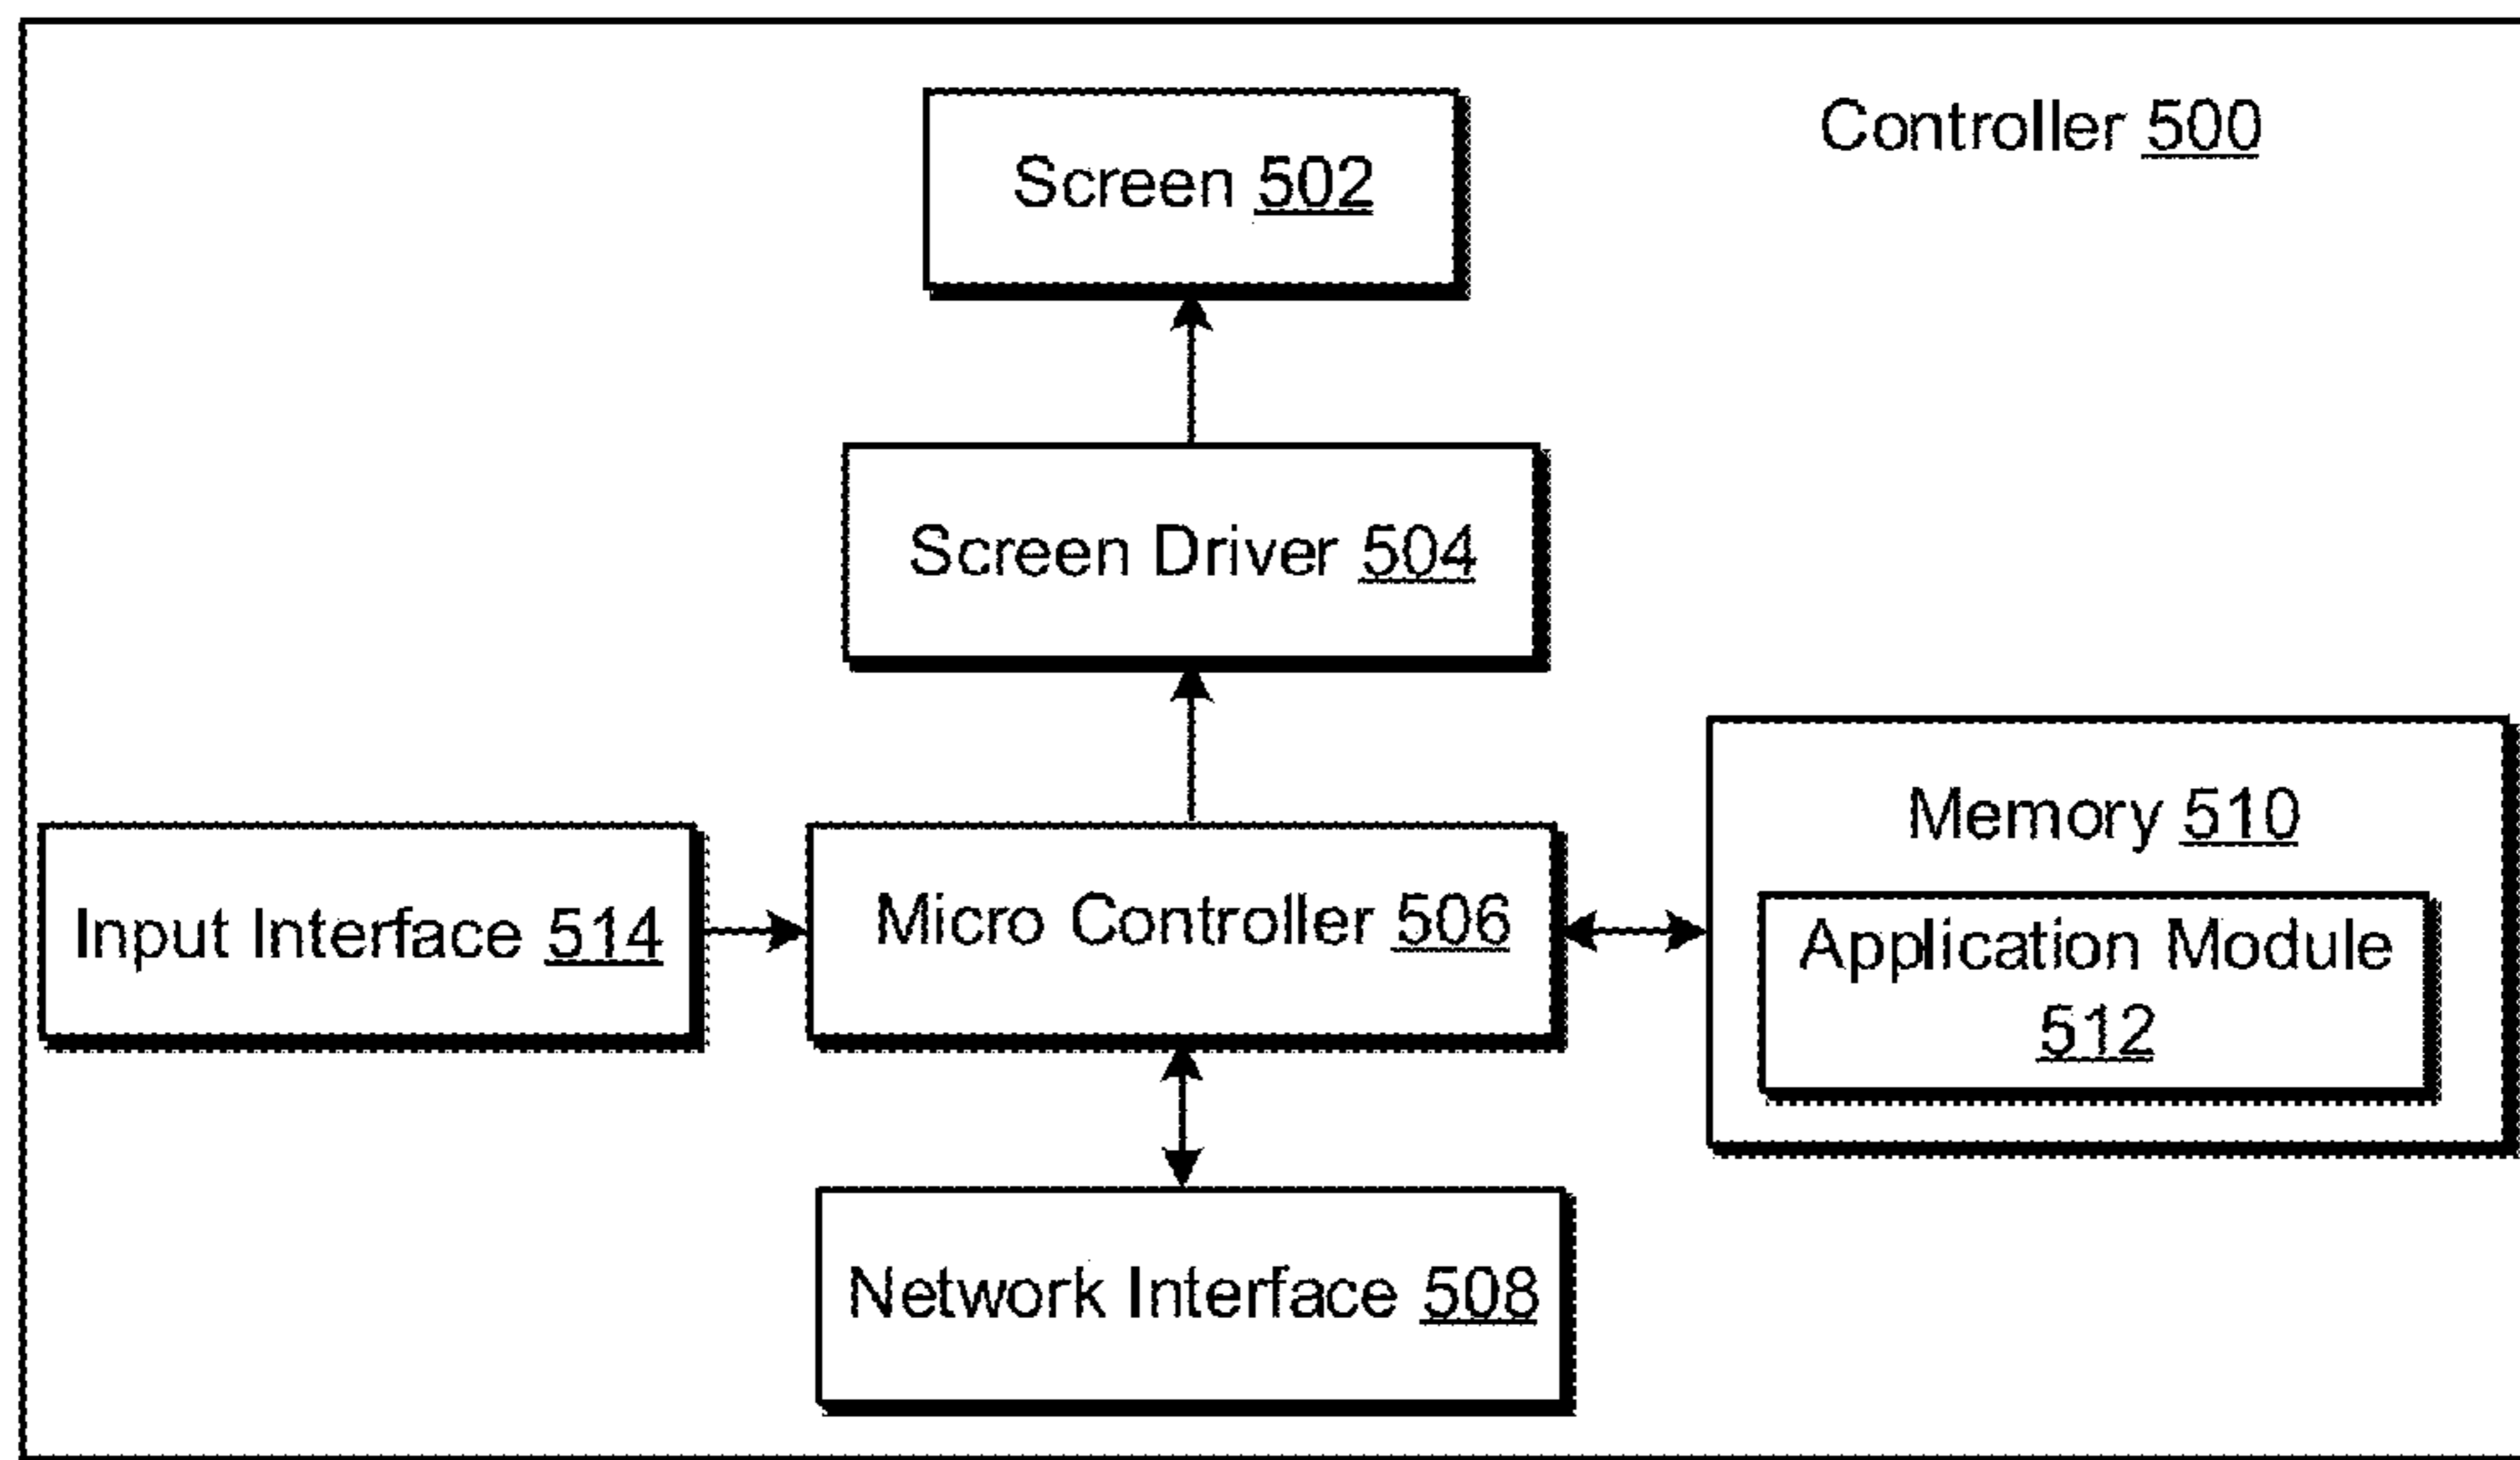 Controller 500
Screen 502
Screen Driver 504
Memory 510
Input Interface 514
Micro Controller 506
Application Module
512
Network Interface 508